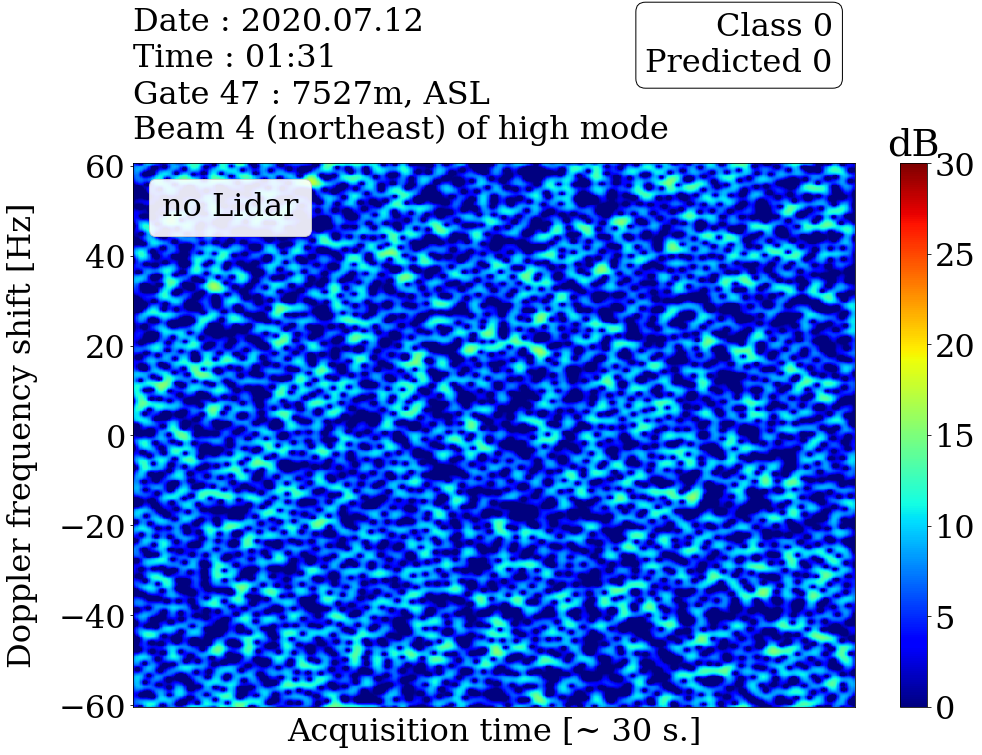 Date : 2020.07.12
Time : 01:31
Gate 47 : 7527m, ASL
Beam 4 (northeast) of high mode
Class 0
Predicted 0
dB
no Lidar
60
40
20
0
−20
−40
−60
Doppler frequency shift [Hz]
Acquisition time [~ 30 s.]
30
25
20
15
10
5
0